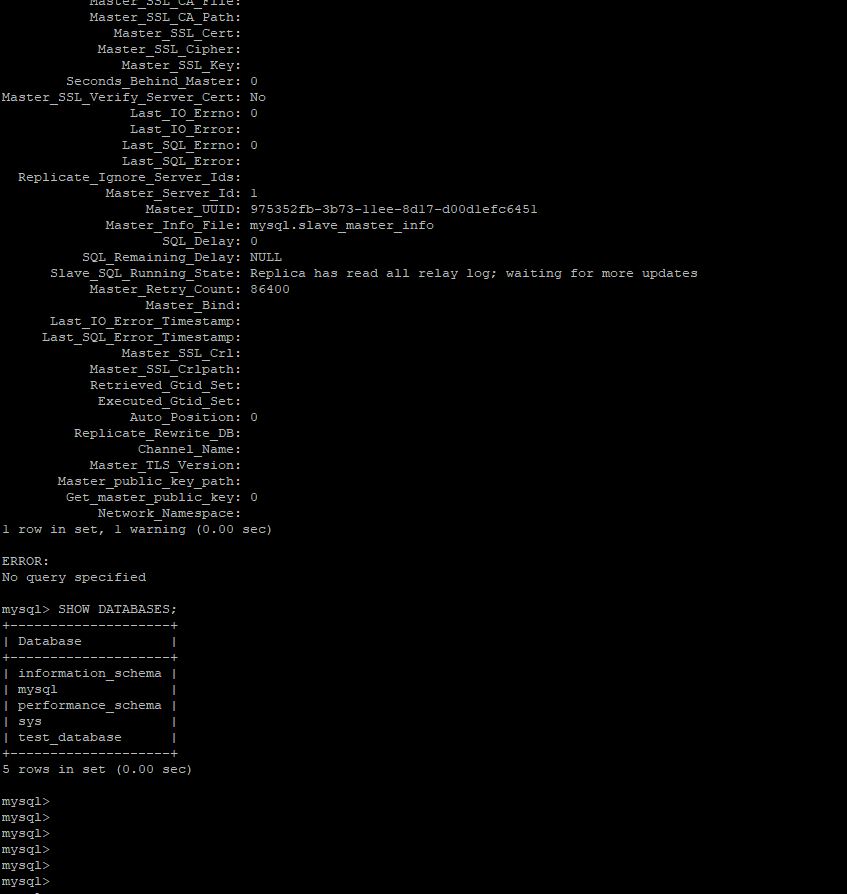 Master_SSL_CA_File:
Master_SSL_CA_Path:
Master_SSL_Cert:
Master_SSL_Cipher:
Master_SSL_Key:
Seconds_Behind_Master: 0
Master_SSL_Verify_Server_Cert: No
Last_IO_Errno: 0
Last_IO_Error:
Last_SQL_Errno: 0
Last_SQL_Error:
Replicate_Ignore_Server_Ids:
Master_Server_Id: 1
Master_UUID: 975352fb-3b73-11ee-8d17-d00d1efc6451
Master_Info_File: mysql.slave_master_info
SQL_Delay: 0
SQL_Remaining_Delay: NULL
Slave_SQL_Running_State: Replica has read all relay log; waiting for more updates
Master_Retry_Count: 86400
Master_Bind:
Last_IO_Error_Timestamp:
Last_SQL_Error_Timestamp:
Master_SSL_Crl:
Master_SSL_Crlpath:
Retrieved_Gtid_Set:
Executed_Gtid_Set:
Auto_Position: 0
Replicate_Rewrite_DB:
Channel_Name:
Master_TLS_Version:
Master_public_key_path:
Get_master_public_key: 0
Network_Namespace:
1 row in set, 1 warning (0.00 sec)
ERROR:
No query specified
mysql> SHOW DATABASES;
+--------------------+
| Database           |
+--------------------+
| information_schema |
| mysql              |
| performance_schema |
| sys                |
| test_database      |
+--------------------+
5 rows in set (0.00 sec)
mysql>
mysql>
mysql>
mysql>
mysql>
mysql>